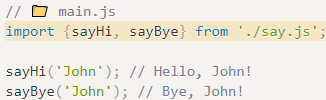 // 📁 main.js
import {sayHi, sayBye} from './say.js';
sayHi('John'); // Hello, John!
sayBye('John'); // Bye, John!